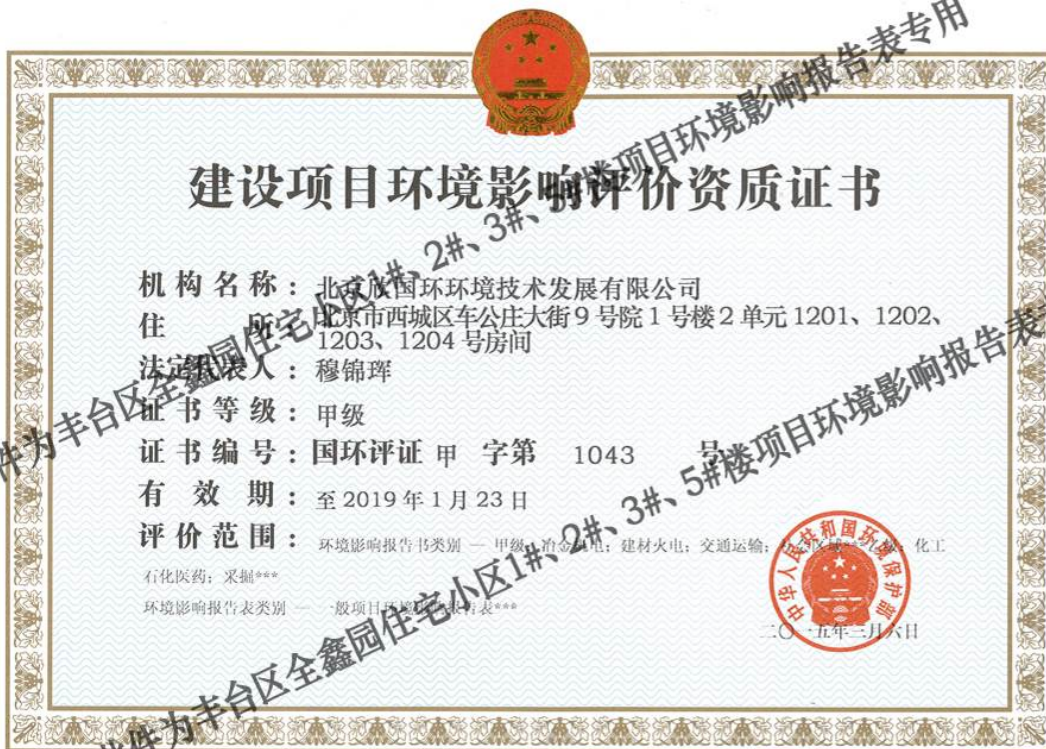 建设项目环境影响评价资质证书
机构名称：北京欣国环环境技术发展有限公司
住所：北京市西城区车公庄大街9号院1号楼2单元1201、1202、
1203、1204号房间
法定代表人：穆锦珲
证书等级：甲级
证书编号：国环评证 甲 字第 1043 号
有效期：至2019年1月23日
评价范围：环境影响报告书类别 — 甲级：冶金机电；建材火电；交通运输；化工
石化医药；采掘***
环境影响报告表类别 — 一般项目环境影响报告表***
中华人民共和国环境保护部
二〇一五年三月六日
件为丰台区全鑫园住宅小区1#、2#、3#、5#楼项目环境影响报告表专用
件为丰台区全鑫园住宅小区1#、2#、3#、5#楼项目环境影响报告表